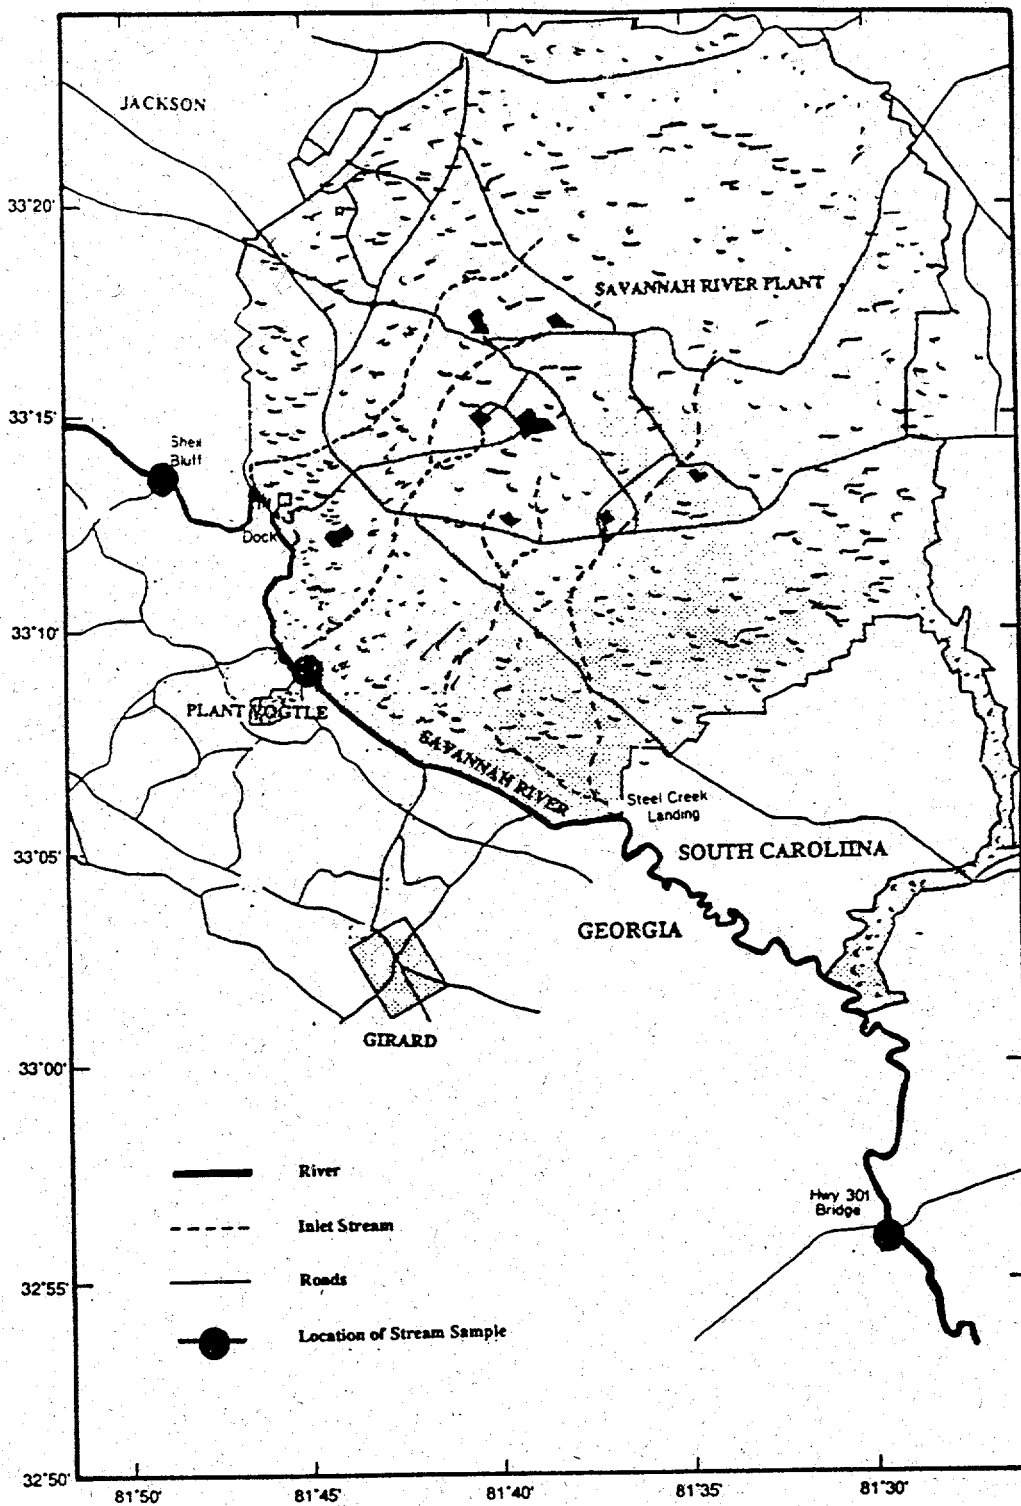 JACKSON
33°20'
SAVANNAH RIVER PLANT
33°15'
Dock
33°10'
PLANT VOGTLE
SAVANNAH RIVER
Steel Creek
Landing
33°05'
SOUTH CAROLIINA
GEORGIA
GIRARD
33°00'
River
Hwy 301
Bridge
Inlet Stream
32°55'
Roads
Location of Stream Sample
32°50'
81°50'
81°45'
81°40'
81°35'
81°30'